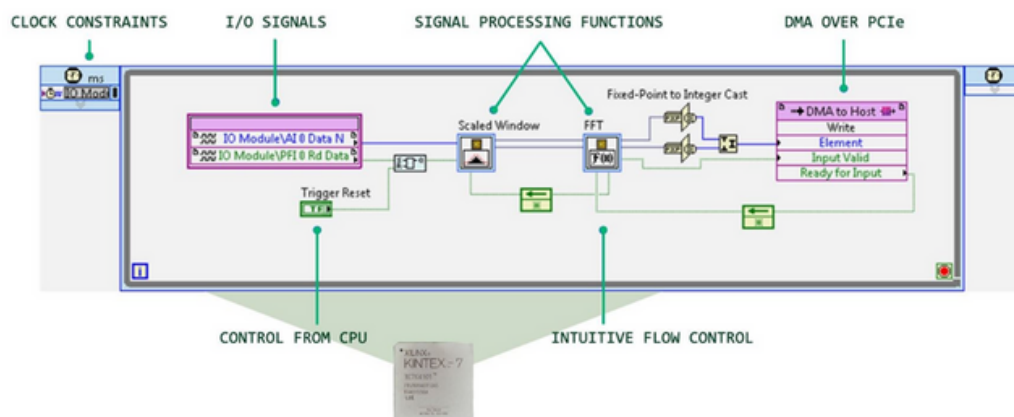 CLOCK CONSTRAINTS
I/O SIGNALS
SIGNAL PROCESSING FUNCTIONS
DMA OVER PCIe
ms
IO Modi
Fixed-Point to Integer Cast
Scaled Window
FFT
DMA to Host
Write
Element
Input Valid
Ready for Input
IO Module\AI 0 Data N
IO Module\PFI 0 Rd Data
Trigger Reset
TF
i
CONTROL FROM CPU
INTUITIVE FLOW CONTROL
XILINX
KINTEX-7